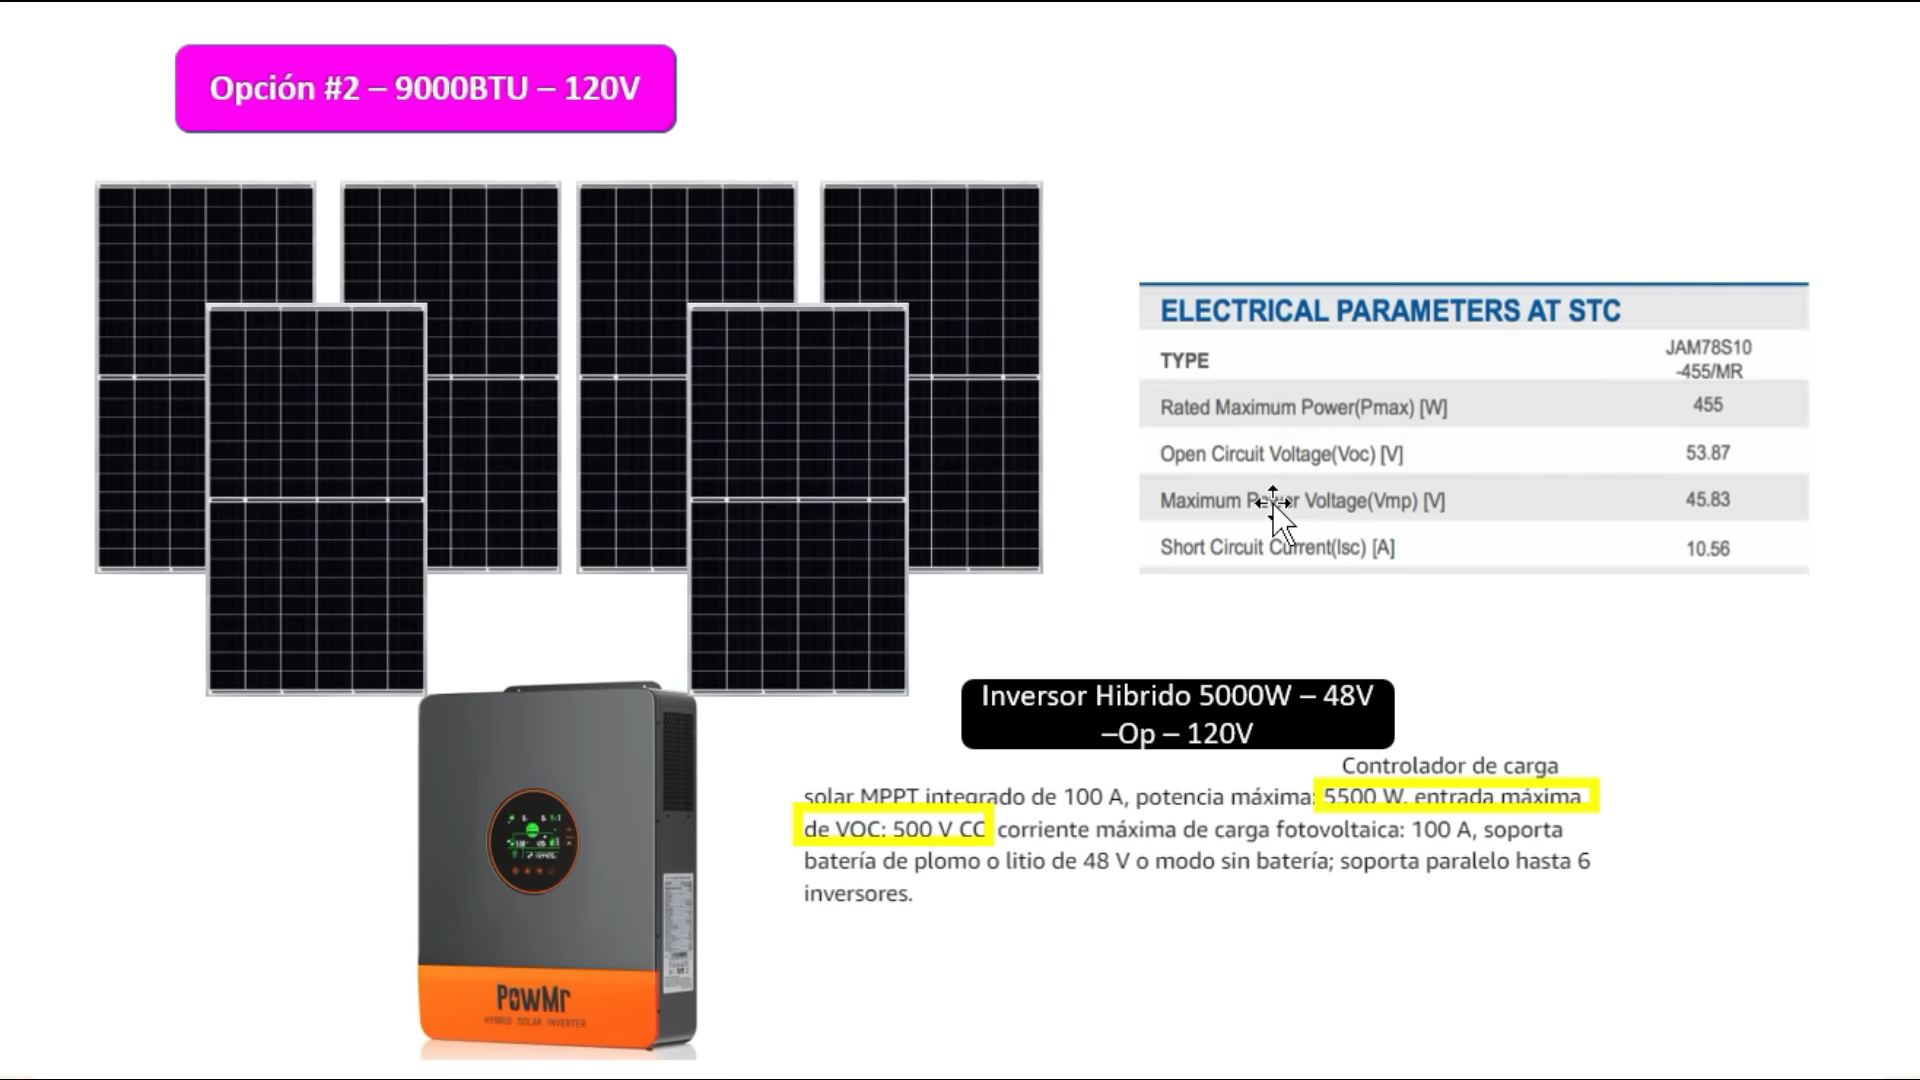 Opción #2 – 9000BTU – 120V
ELECTRICAL PARAMETERS AT STC
TYPE JAM78S10
-455/MR
Rated Maximum Power(Pmax) [W] 455
Open Circuit Voltage(Voc) [V] 53.87
Maximum Power Voltage(Vmp) [V] 45.83
Short Circuit Current(Isc) [A] 10.56
Inversor Hibrido 5000W – 48V
–Op – 120V
Controlador de carga
solar MPPT integrado de 100 A, potencia máxima: 5500 W, entrada máxima
de VOC: 500 V CC corriente máxima de carga fotovoltaica: 100 A, soporta
batería de plomo o litio de 48 V o modo sin batería; soporta paralelo hasta 6
inversores.
PowMr
HYBRID SOLAR INVERTER